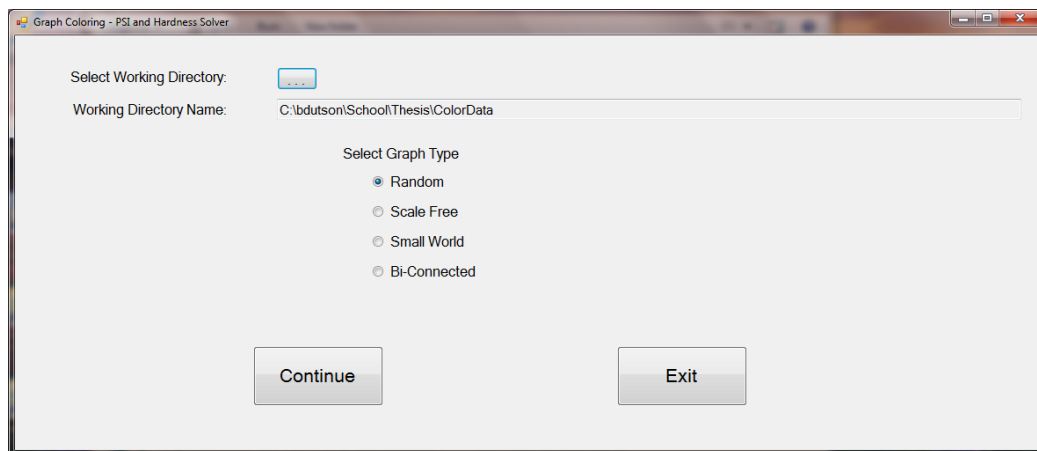 Graph Coloring - PSI and Hardness Solver
Select Working Directory:
...
Working Directory Name:
C:\bdutson\School\Thesis\ColorData
Select Graph Type
Random
Scale Free
Small World
Bi-Connected
Continue
Exit